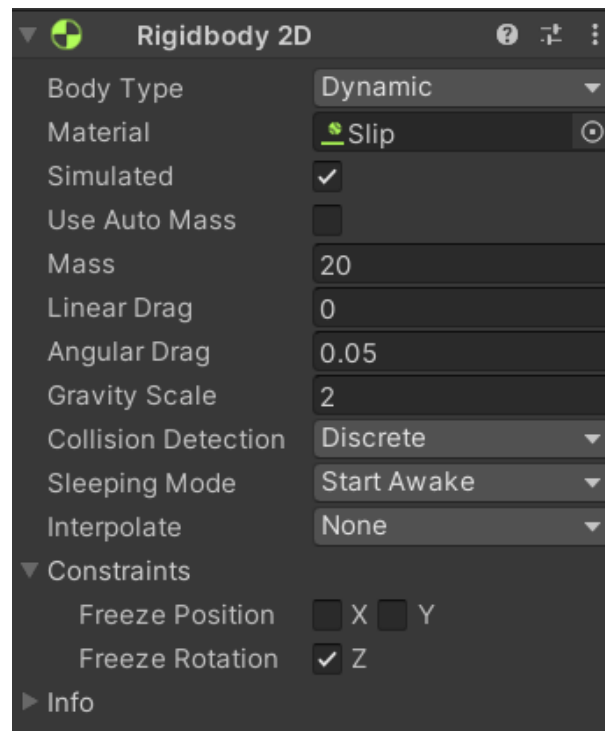 Rigidbody 2D
Body Type Dynamic
Material Slip
Simulated
Use Auto Mass
Mass 20
Linear Drag 0
Angular Drag 0.05
Gravity Scale 2
Collision Detection Discrete
Sleeping Mode Start Awake
Interpolate None
Constraints
Freeze Position X Y
Freeze Rotation Z
Info